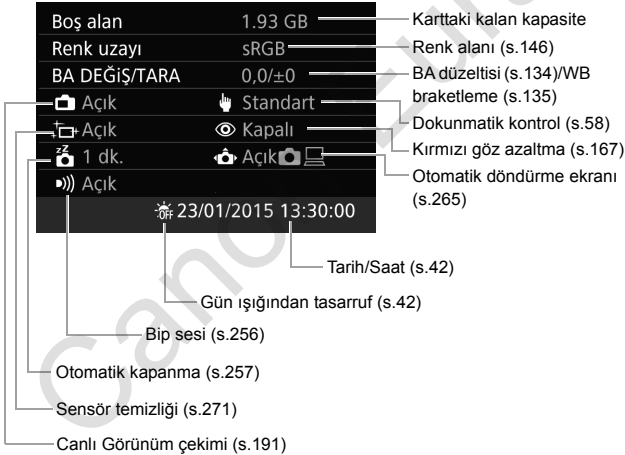 Boş alan 1.93 GB
Renk uzayı sRGB
BA DEĞİŞ/TARA 0,0/±0
Açık Standart
Açık Kapalı
1 dk. Açık
Açık
OFF 23/01/2015 13:30:00
Karttaki kalan kapasite
Renk alanı (s.146)
BA düzeltisi (s.134)/WB
braketleme (s.135)
Dokunmatik kontrol (s.58)
Kırmızı göz azaltma (s.167)
Otomatik döndürme ekranı
(s.265)
Tarih/Saat (s.42)
Gün ışığından tasarruf (s.42)
Bip sesi (s.256)
Otomatik kapanma (s.257)
Sensör temizliği (s.271)
Canlı Görünüm çekimi (s.191)